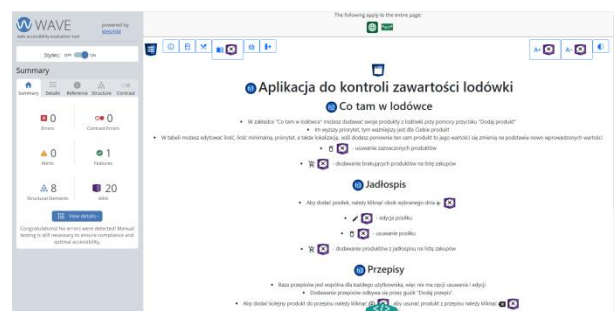 The following apply to the entire page:
WAVE
powered by
WebAIM
web accessibility evaluation tool
Styles: OFF ON
Summary
Summary Details Reference Structure Contrast
0 Errors
0 Contrast Errors
0 Alerts
1 Features
8 Structural Elements
20 ARIA
View details
Congratulations! No errors were detected! Manual
testing is still necessary to ensure compliance and
optimal accessibility.
A+ A-
h1 Aplikacja do kontroli zawartości lodówki
h2 Co tam w lodówce
• W zakładce "Co tam w lodówce" możesz dodawać swoje produkty z lodówki przy pomocy przycisku "Dodaj produkt"
• Im wyższy priorytet, tym ważniejszy jest dla Ciebie produkt
• W tabeli możesz edytować ilość, ilość minimalną, priorytet, a także lokalizację. Jeśli dodasz ponownie tam sam produkt to jego wartości się zmienią na podstawie nowo wprowadzonych wartości
• - usuwanie zaznaczonych produktów
• - dodawanie brakujących produktów na listę zakupów
h3 Jadłospis
• Aby dodać posiłek, należy kliknąć obok wybranego dnia +
• - edycja posiłku
• - usuwanie posiłku
• - dodawanie produktów z jadłospisu na listę zakupów
h3 Przepisy
• Baza przepisów jest wspólna dla każdego użytkownika, więc nie ma opcji usuwania i edycji
• Dodawanie przepisów odbywa się przez guzik "Dodaj przepis".
• Aby dodać kolejny produkt do przepisu należy kliknąć , aby usunąć produkt z przepisu należy kliknąć